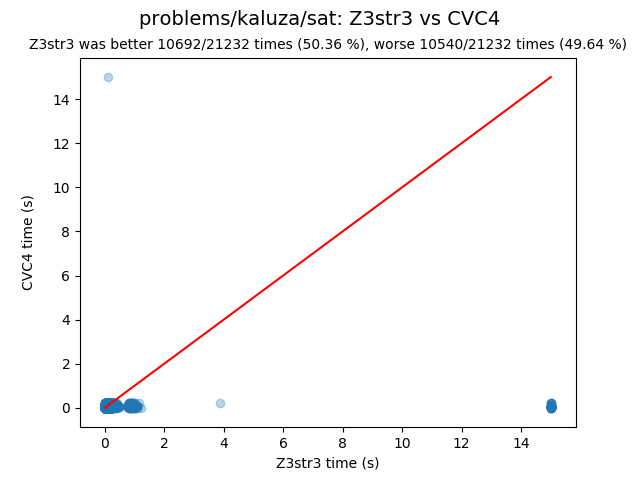 problems/kaluza/sat: Z3str3 vs CVC4
Z3str3 was better 10692/21232 times (50.36 %), worse 10540/21232 times (49.64 %)
14
12
10
8
6
4
2
0
CVC4 time (s)
0 2 4 6 8 10 12 14
Z3str3 time (s)